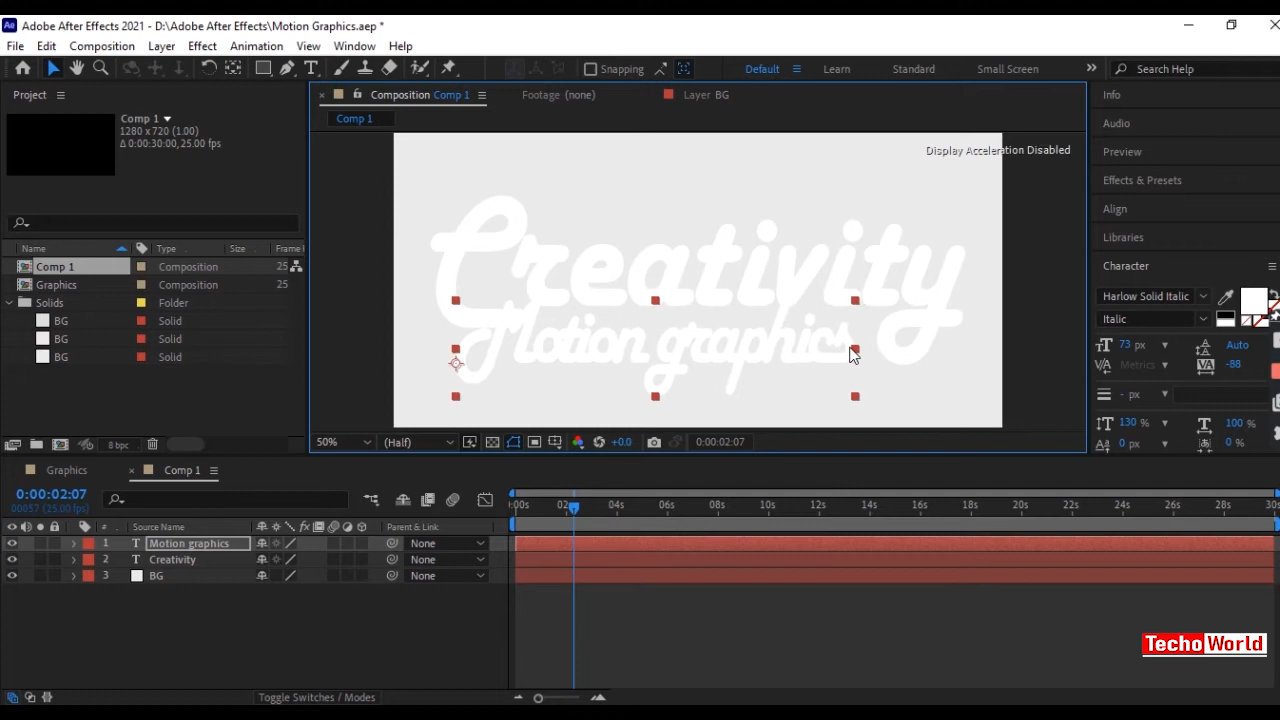 Adobe After Effects 2021 - D:\Adobe After Effects\Motion Graphics.aep *
File Edit Composition Layer Effect Animation View Window Help
Snapping Default Learn Standard Small Screen Search Help
Project
Composition Comp 1
Footage (none)
Layer BG
Info
Comp 1
1280 x 720 (1.00)
Δ 0:00:30:00, 25.00 fps
Comp 1
Audio
Display Acceleration Disabled
Preview
Effects & Presets
Align
Libraries
Character
Name Type Size Frame I
Comp 1 Composition 25
Graphics Composition 25
Solids Folder
BG Solid
BG Solid
BG Solid
Creativity
Motion graphics
Harlow Solid Italic
Italic
73 px Auto
Metrics -88
- px
130 % 100 %
0 px 0 %
8 bpc
50% (Half) +0.0 0:00:02:07
Graphics
Comp 1
0:00:02:07
00057 (25.00 fps)
:00s 02s 04s 06s 08s 10s 12s 14s 16s 18s 20s 22s 24s 26s 28s 30s
# Source Name fx Parent & Link
1 T Motion graphics None
2 T Creativity None
3 BG None
TechoWorld
Toggle Switches / Modes